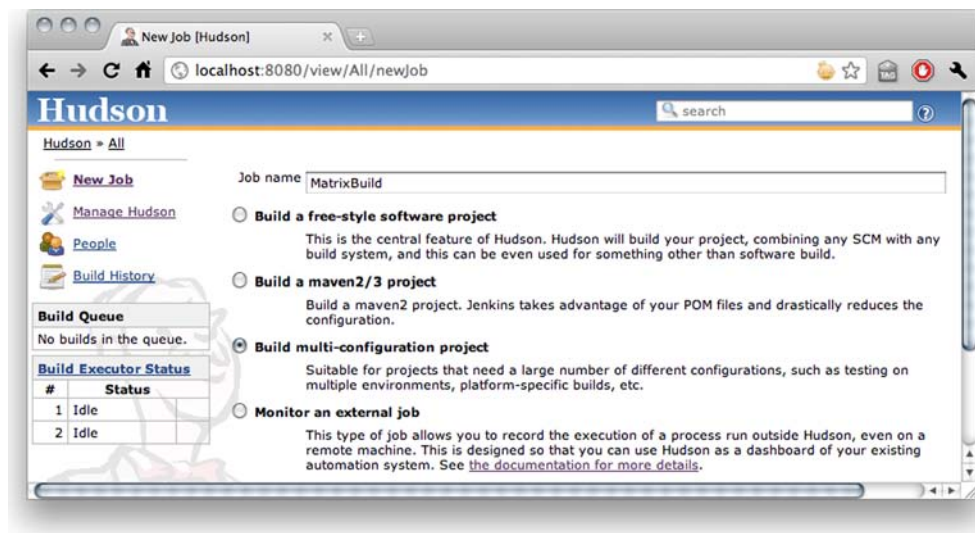 New Job [Hudson]
localhost:8080/view/All/newJob
TAG
Hudson
search
?
Hudson » All
New Job
Manage Hudson
People
Build History
Build Queue
No builds in the queue.
Build Executor Status
# Status
1 Idle
2 Idle
Job name MatrixBuild
Build a free-style software project
This is the central feature of Hudson. Hudson will build your project, combining any SCM with any
build system, and this can be even used for something other than software build.
Build a maven2/3 project
Build a maven2 project. Jenkins takes advantage of your POM files and drastically reduces the
configuration.
Build multi-configuration project
Suitable for projects that need a large number of different configurations, such as testing on
multiple environments, platform-specific builds, etc.
Monitor an external job
This type of job allows you to record the execution of a process run outside Hudson, even on a
remote machine. This is designed so that you can use Hudson as a dashboard of your existing
automation system. See the documentation for more details.